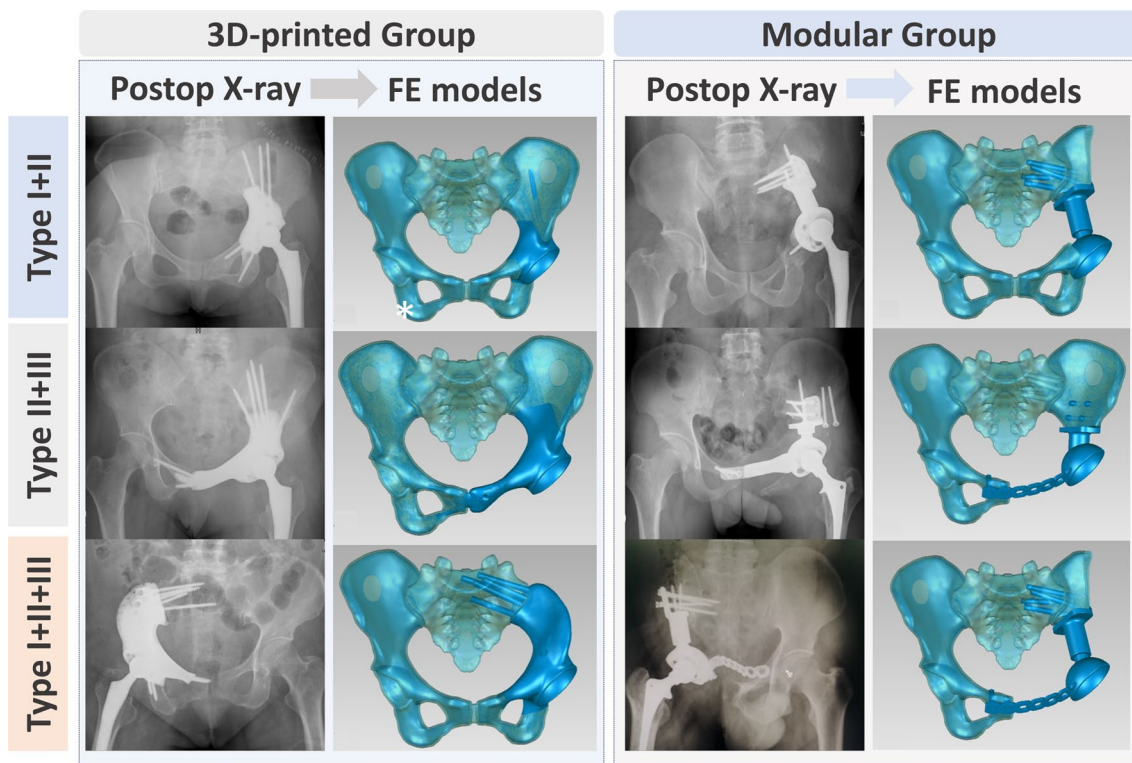 3D-printed Group
Modular Group
Postop X-ray FE models
Postop X-ray FE models
Type I+II
*
Type II+III
Type I+II+III